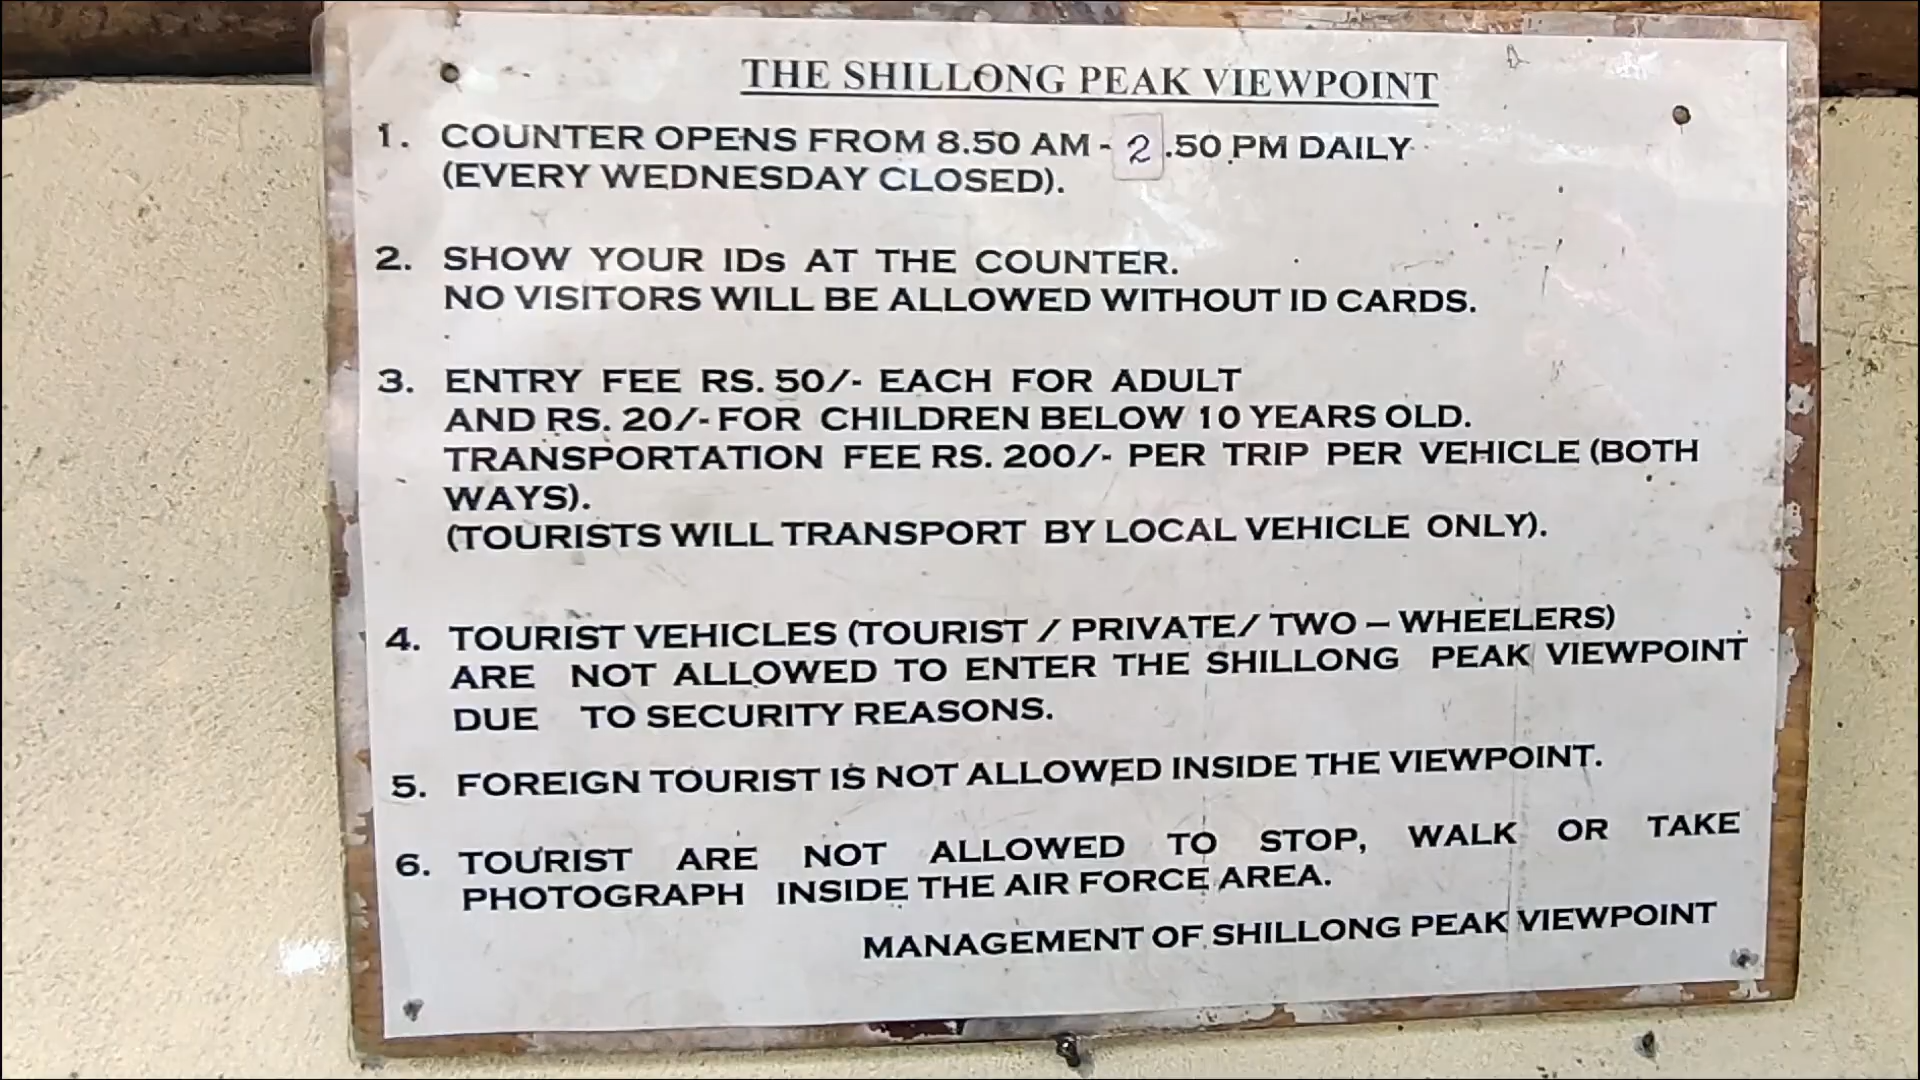 THE SHILLONG PEAK VIEWPOINT
1. COUNTER OPENS FROM 8.50 AM - 2.50 PM DAILY
(EVERY WEDNESDAY CLOSED).
2. SHOW YOUR IDs AT THE COUNTER.
NO VISITORS WILL BE ALLOWED WITHOUT ID CARDS.
3. ENTRY FEE RS. 50/- EACH FOR ADULT
AND RS. 20/- FOR CHILDREN BELOW 10 YEARS OLD.
TRANSPORTATION FEE RS. 200/- PER TRIP PER VEHICLE (BOTH
WAYS).
(TOURISTS WILL TRANSPORT BY LOCAL VEHICLE ONLY).
4. TOURIST VEHICLES (TOURIST / PRIVATE/ TWO – WHEELERS)
ARE NOT ALLOWED TO ENTER THE SHILLONG PEAK VIEWPOINT
DUE TO SECURITY REASONS.
5. FOREIGN TOURIST IS NOT ALLOWED INSIDE THE VIEWPOINT.
6. TOURIST ARE NOT ALLOWED TO STOP, WALK OR TAKE
PHOTOGRAPH INSIDE THE AIR FORCE AREA.
MANAGEMENT OF SHILLONG PEAK VIEWPOINT